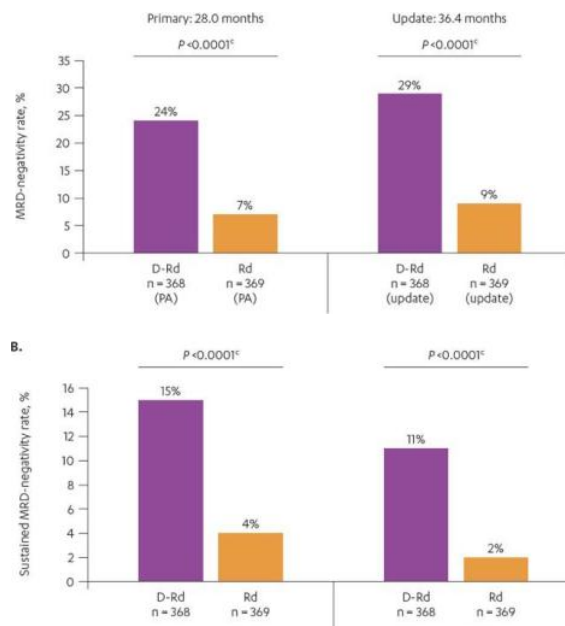 Primary: 28.0 months
Update: 36.4 months
P<0.0001ᶜ
P<0.0001ᶜ
MRD-negativity rate, %
35
30
25
20
15
10
5
0
24%
7%
29%
9%
D-Rd
n = 368
(PA)
Rd
n = 369
(PA)
D-Rd
n = 368
(update)
Rd
n = 369
(update)
B.
P<0.0001ᶜ
P<0.0001ᶜ
Sustained MRD-negativity rate, %
16
14
12
10
8
6
4
2
0
15%
4%
11%
2%
D-Rd
n = 368
Rd
n = 369
D-Rd
n = 368
Rd
n = 369